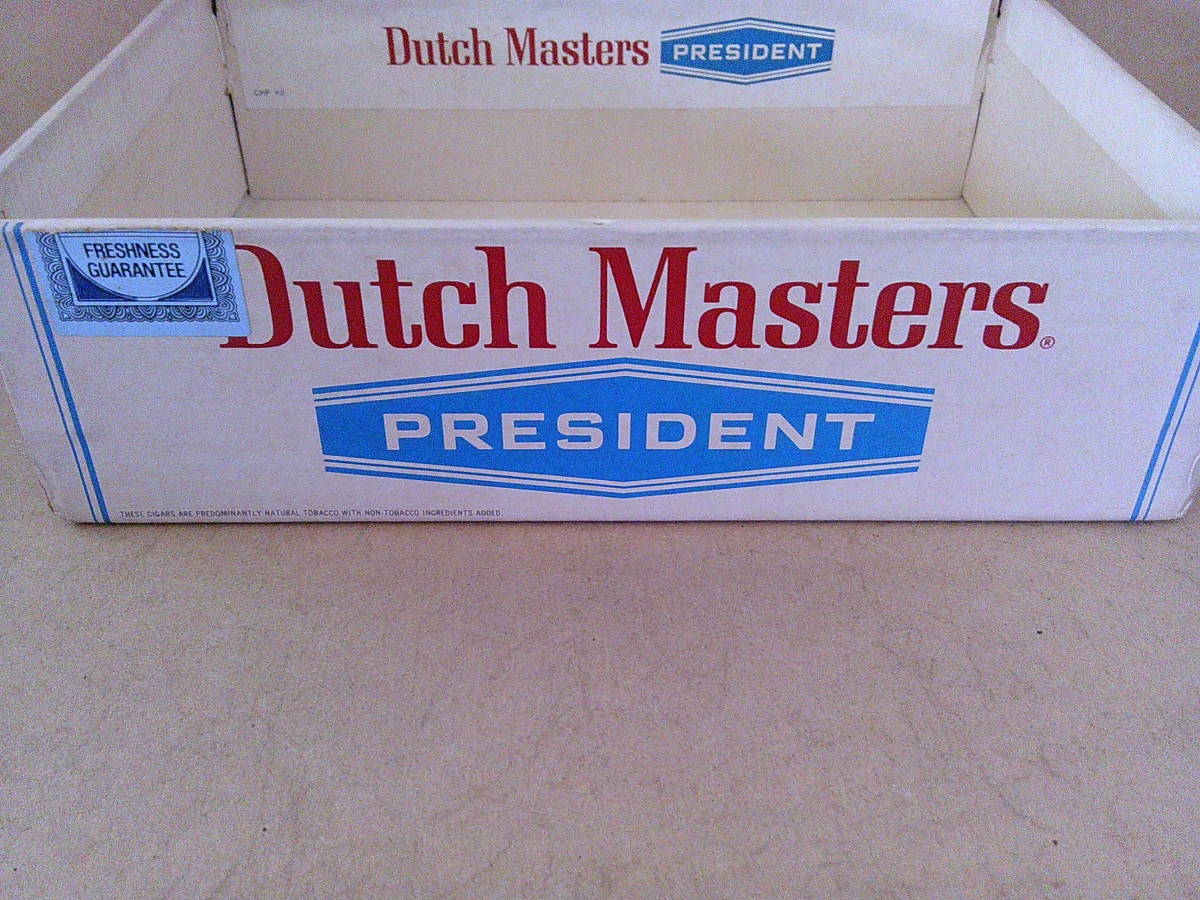 Dutch Masters PRESIDENT
FRESHNESS
GUARANTEE
Dutch Masters®
PRESIDENT
THESE CIGARS ARE PREDOMINANTLY NATURAL TOBACCO WITH NON-TOBACCO INGREDIENTS ADDED.